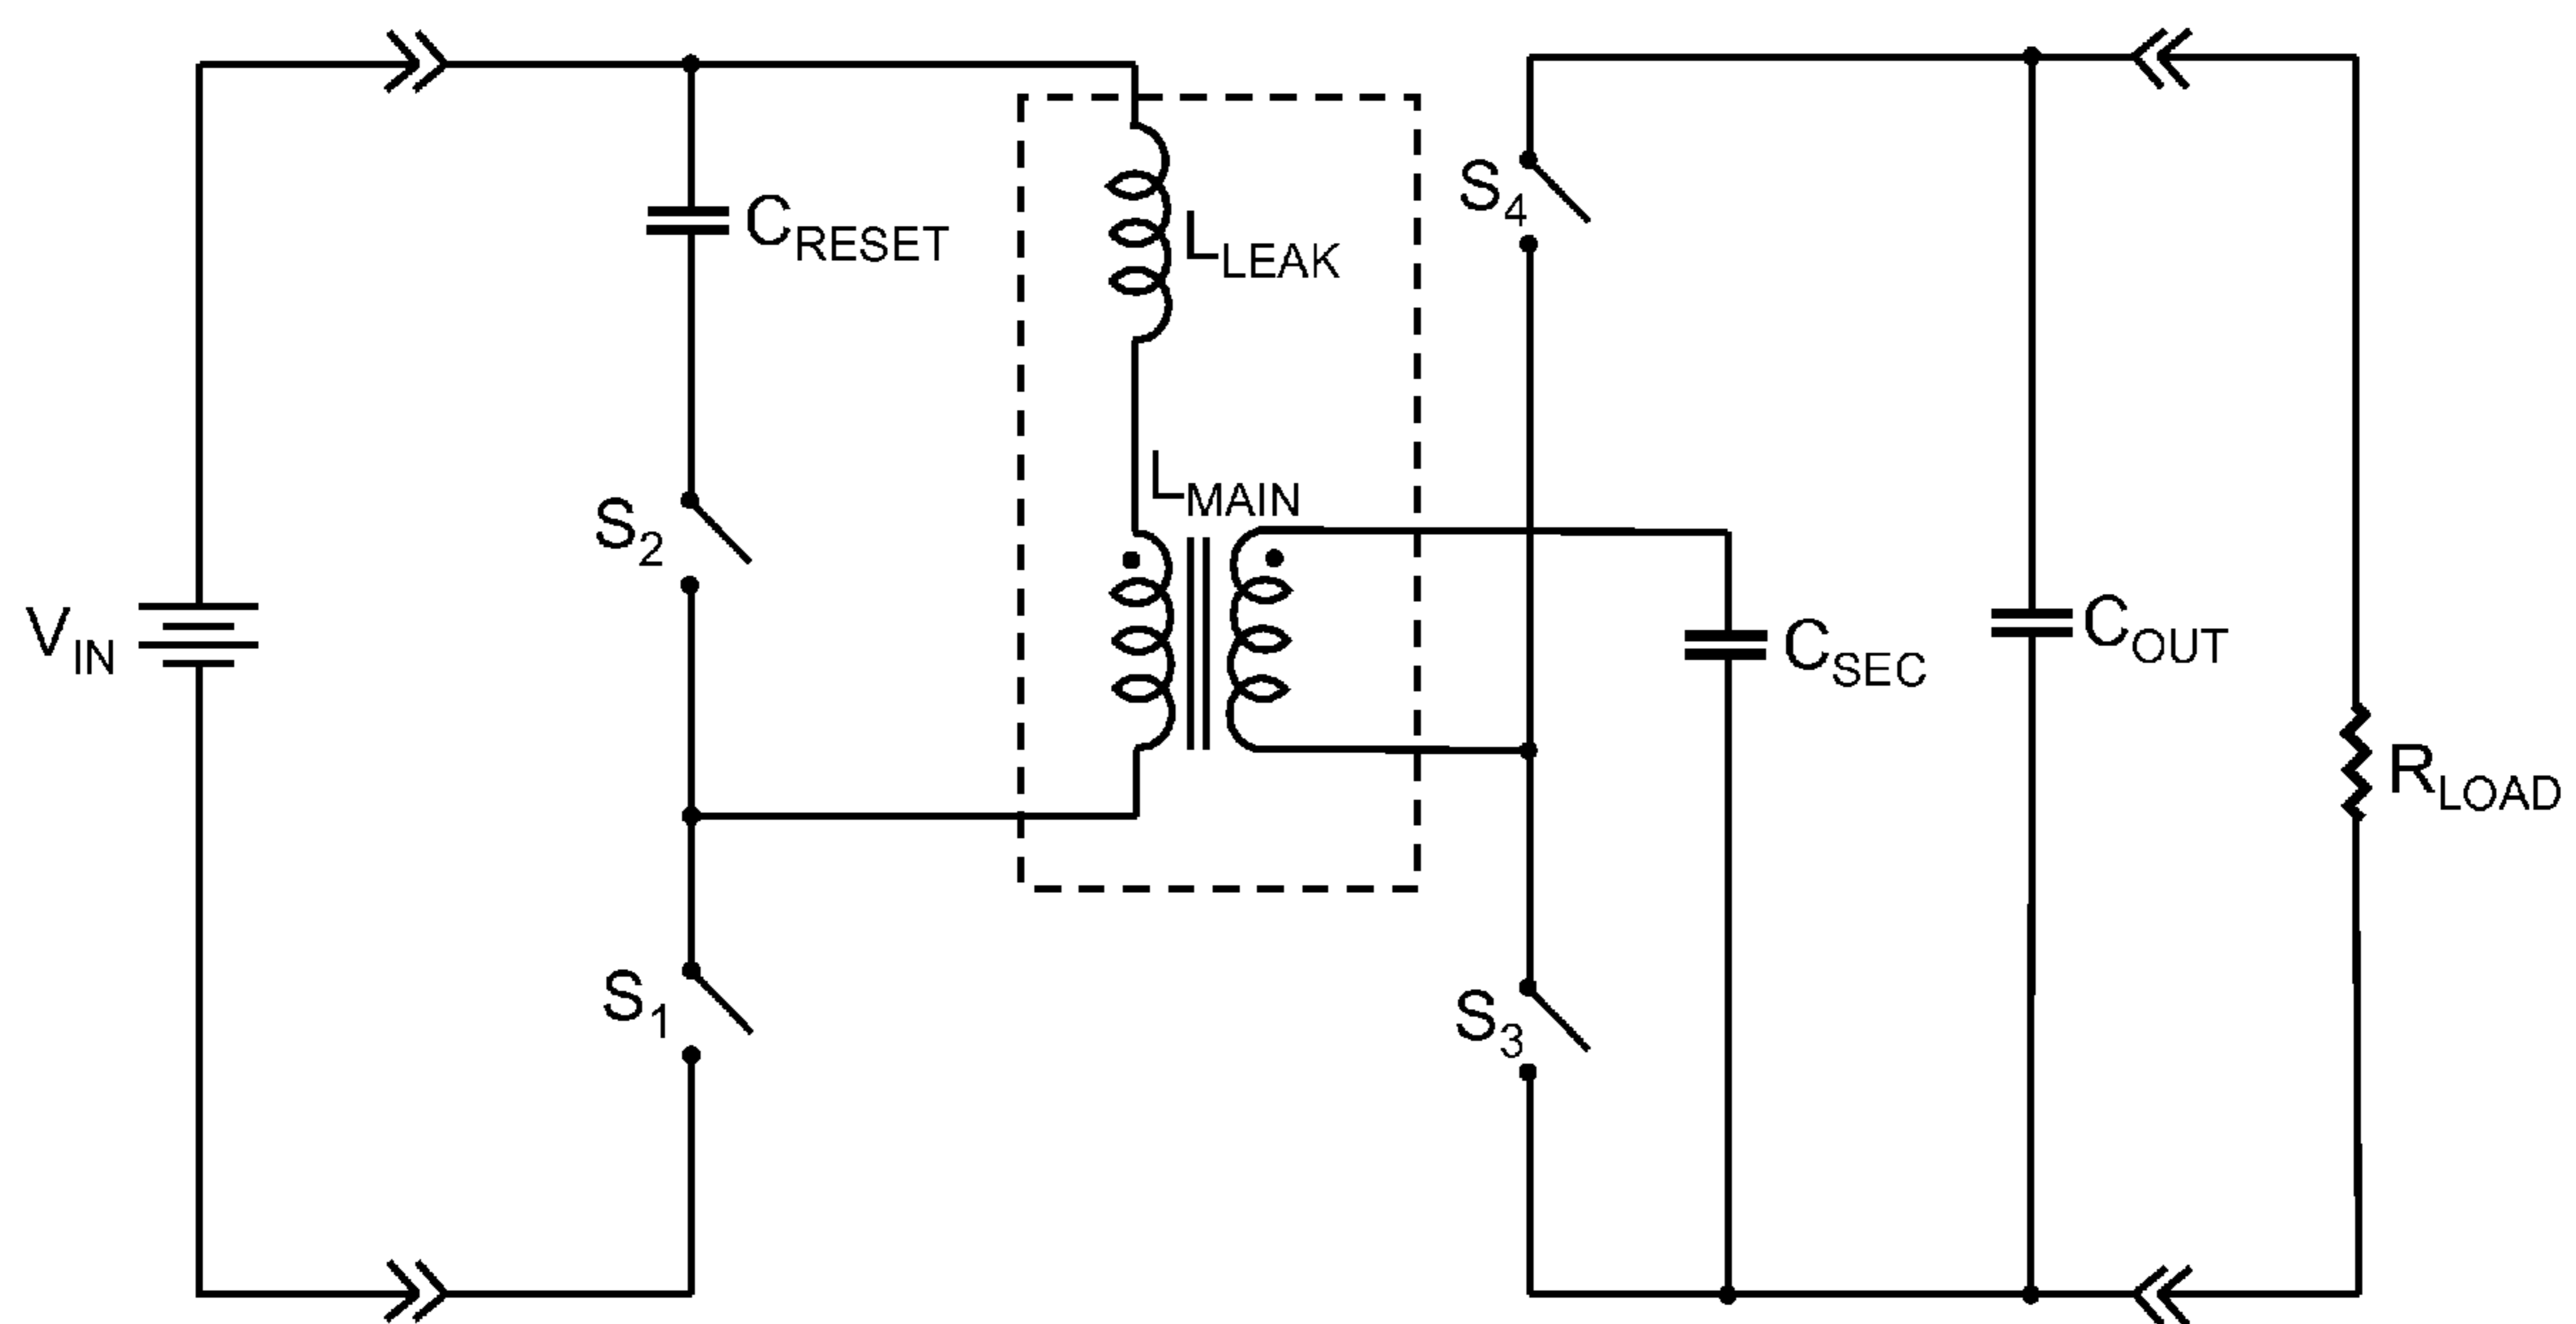 S4
CRESET
LLEAK
LMAIN
S2
VIN
CSEC
COUT
RLOAD
S1
S3